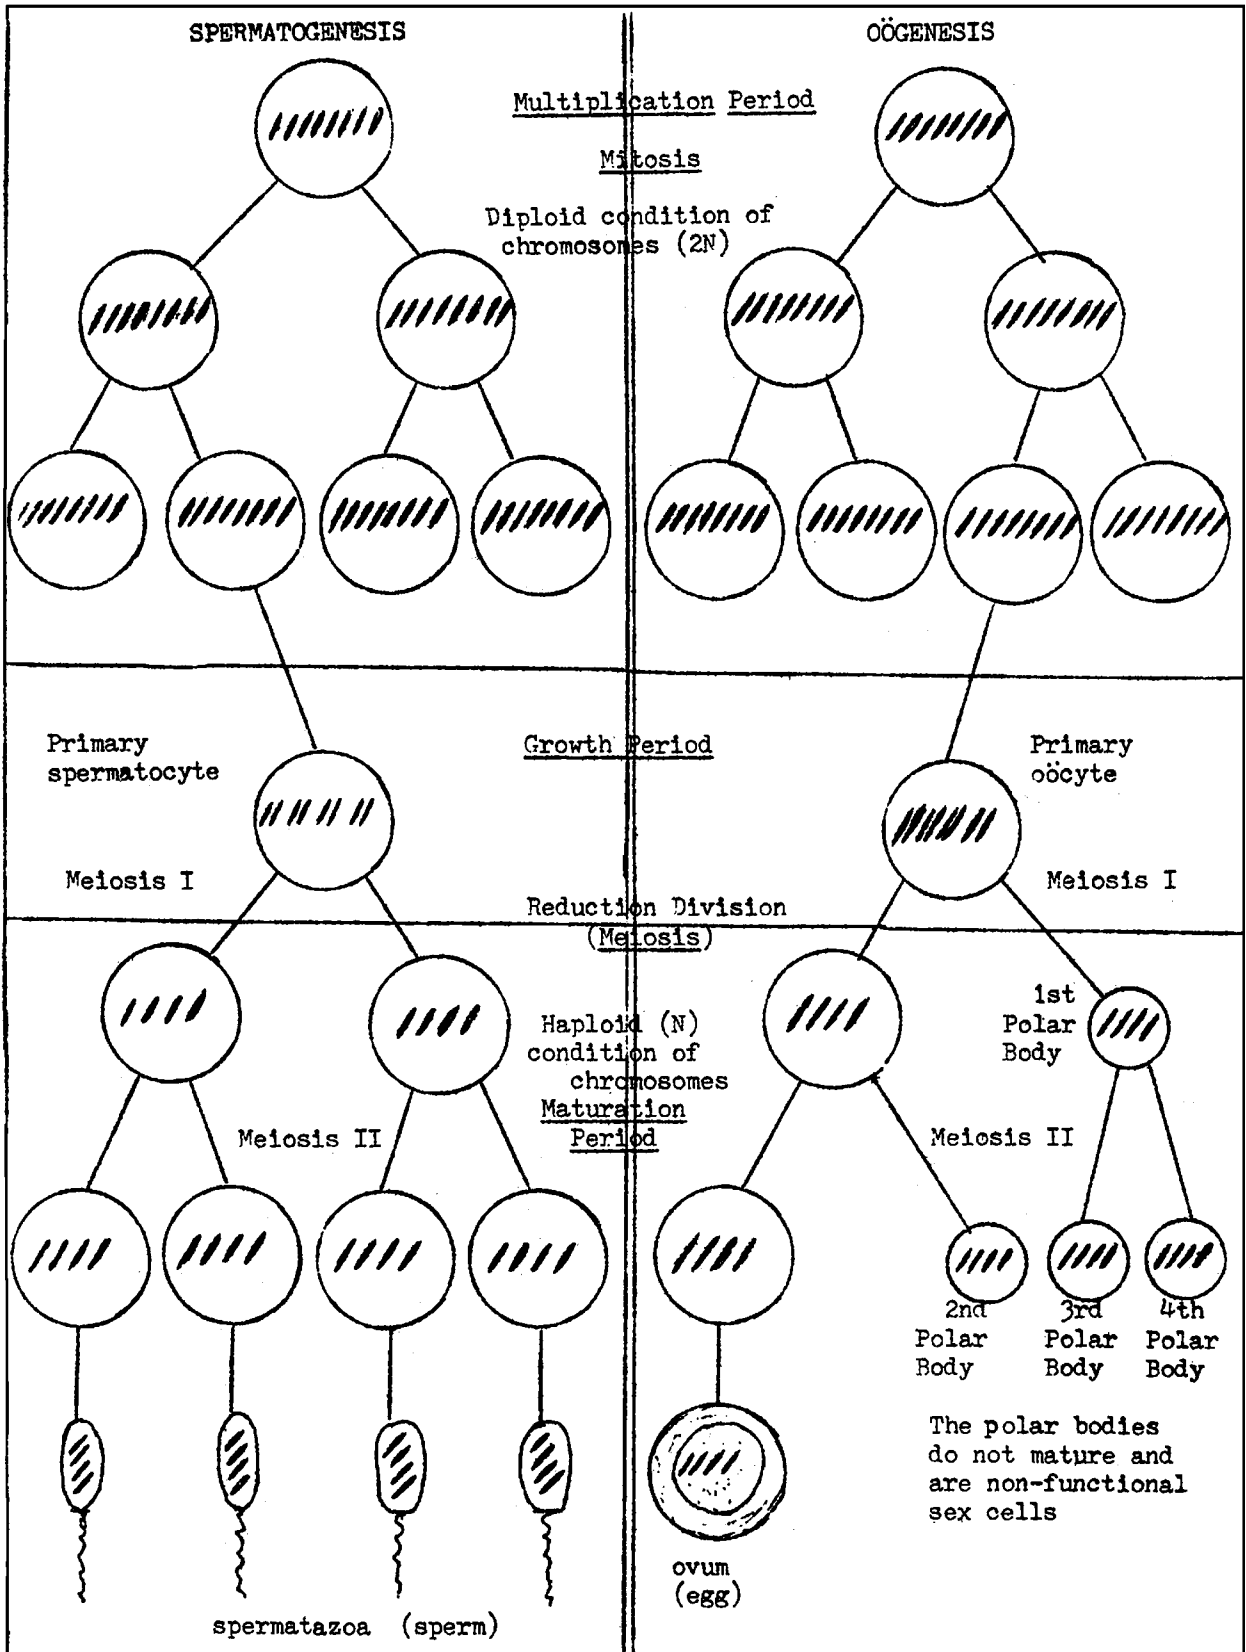 SPERMATOGENESIS
OÖGENESIS
Multiplication Period
Mitosis
Diploid condition of
chromosomes (2N)
Primary
spermatocyte
Growth Period
Primary
oöcyte
Meiosis I
Meiosis I
Reduction Division
(Meiosis)
1st
Polar
Body
Haploid (N)
condition of
chromosomes
Maturation
Period
Meiosis II
Meiosis II
2nd
Polar
Body
3rd
Polar
Body
4th
Polar
Body
The polar bodies
do not mature and
are non-functional
sex cells
ovum
(egg)
spermatazoa (sperm)